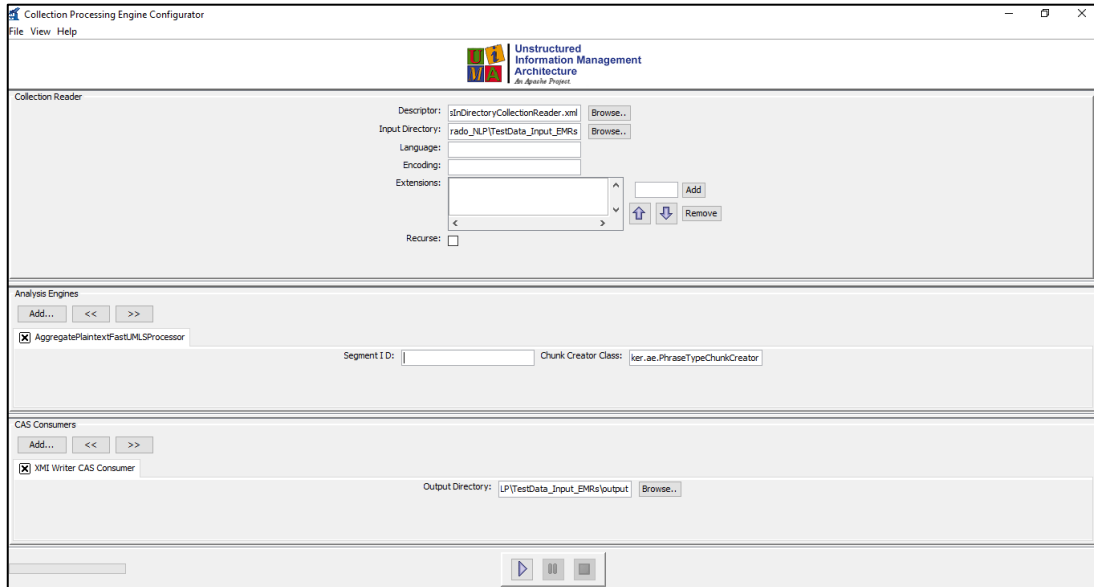 Collection Processing Engine Configurator
File View Help
UIMA
Unstructured
Information Management
Architecture
An Apache Project
Collection Reader
Descriptor: sInDirectoryCollectionReader.xml Browse..
Input Directory: rado_NLP\TestData_Input_EMRs Browse..
Language:
Encoding:
Extensions: Add
Remove
Recurse:
Analysis Engines
Add... << >>
AggregatePlaintextFastUMLSProcessor
Segment I D: Chunk Creator Class: ker.ae.PhraseTypeChunkCreator
CAS Consumers
Add... << >>
XMI Writer CAS Consumer
Output Directory: LP\TestData_Input_EMRs\output Browse..